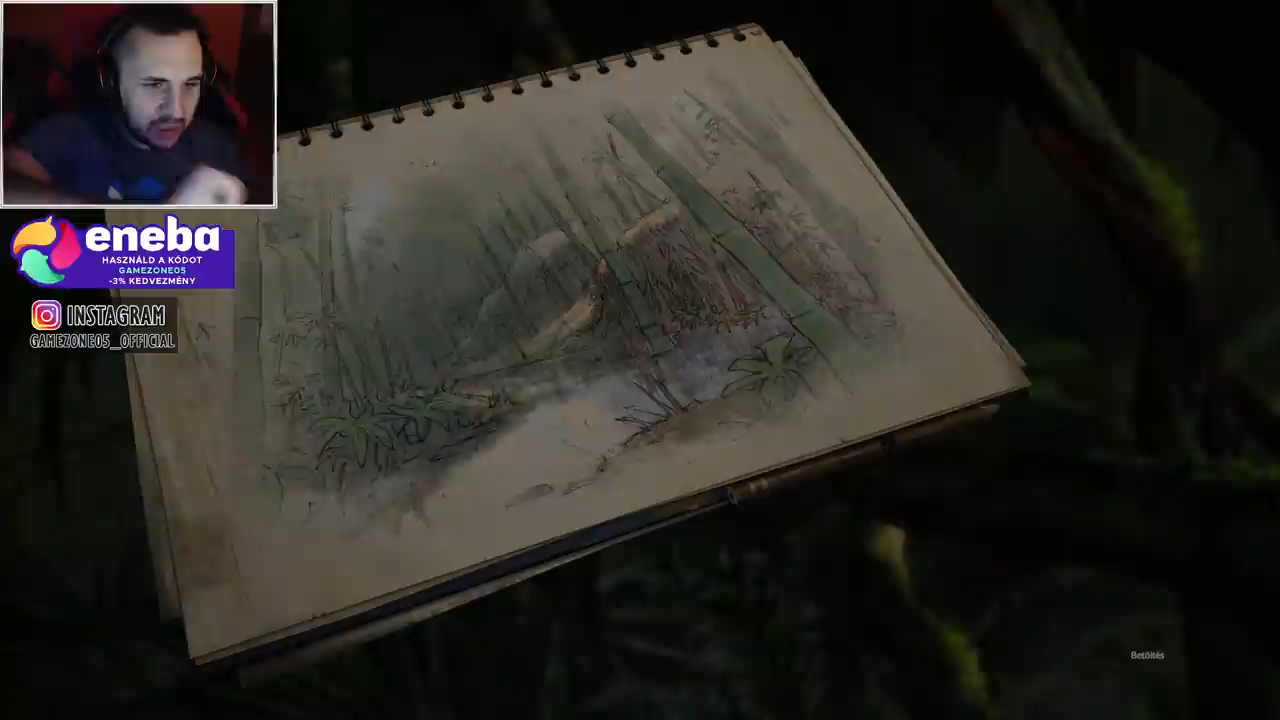 eneba
HASZNÁLD A KÓDOT
GAMEZONE05
-3% KEDVEZMÉNY
INSTAGRAM
GAMEZONE05_OFFICIAL
Betöltés